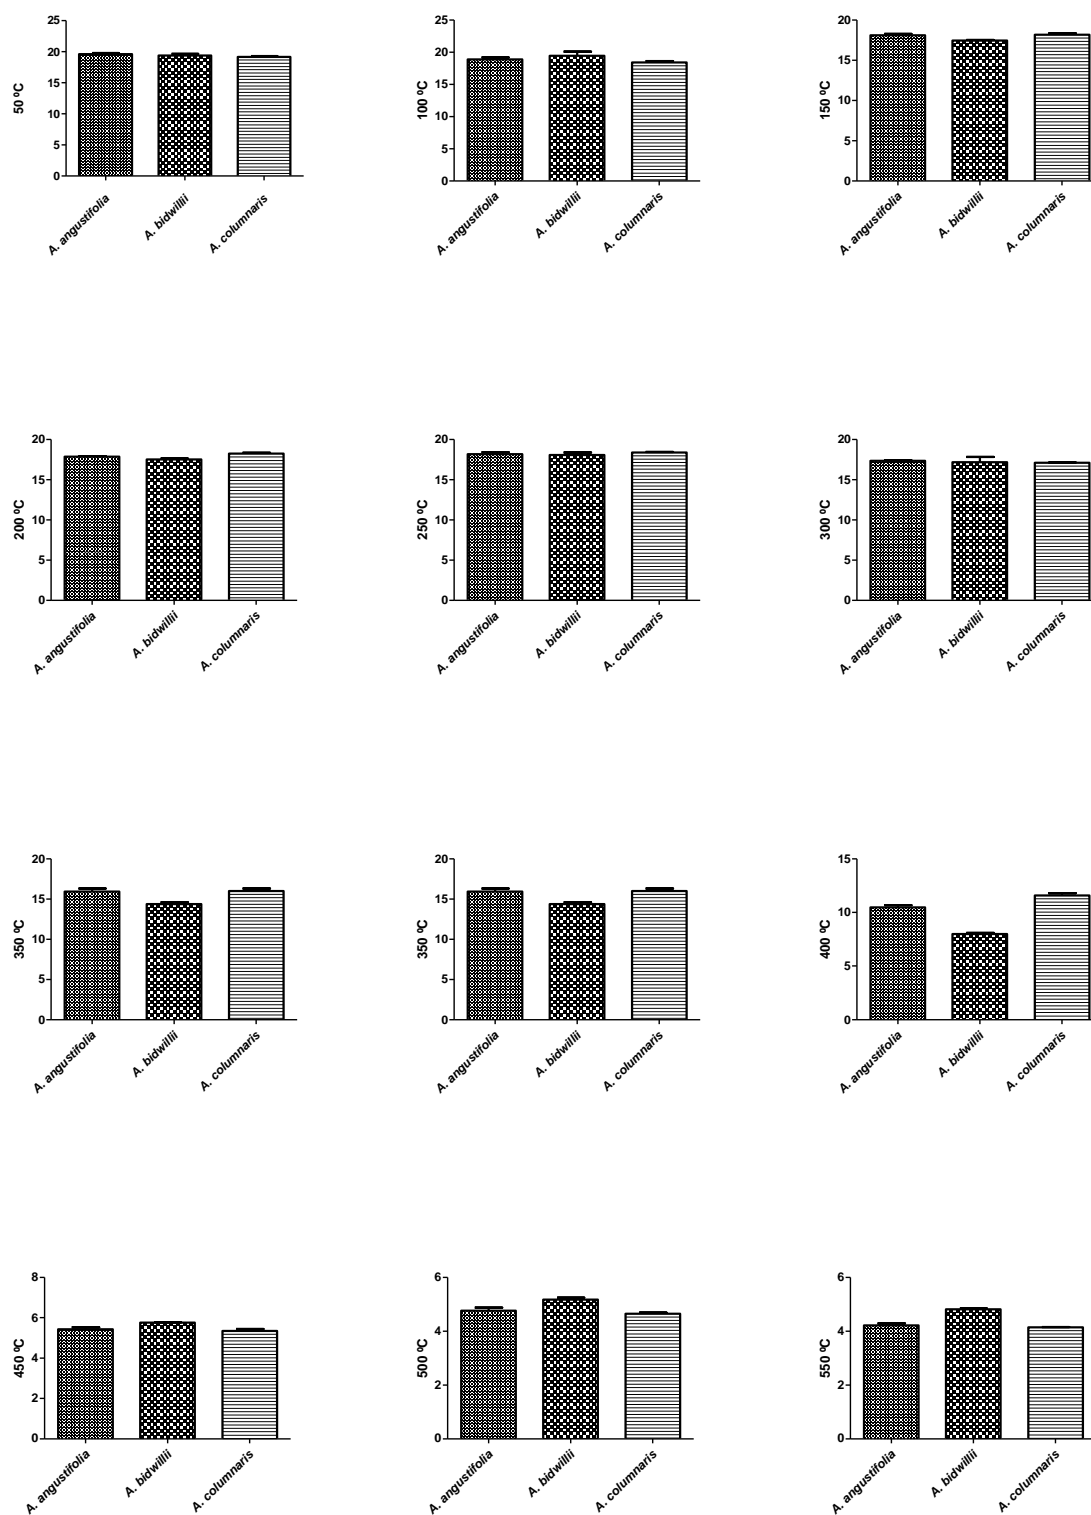 25
20
15
10
5
0
50 ºC
A. angustifolia
A. bidwillii
A. columnaris
25
20
15
10
5
0
100 ºC
A. angustifolia
A. bidwillii
A. columnaris
20
15
10
5
0
150 ºC
A. angustifolia
A. bidwillii
A. columnaris
20
15
10
5
0
200 ºC
A. angustifolia
A. bidwillii
A. columnaris
20
15
10
5
0
250 ºC
A. angustifolia
A. bidwillii
A. columnaris
20
15
10
5
0
300 ºC
A. angustifolia
A. bidwillii
A. columnaris
20
15
10
5
0
350 ºC
A. angustifolia
A. bidwillii
A. columnaris
20
15
10
5
0
350 ºC
A. angustifolia
A. bidwillii
A. columnaris
15
10
5
0
400 ºC
A. angustifolia
A. bidwillii
A. columnaris
8
6
4
2
0
450 ºC
A. angustifolia
A. bidwillii
A. columnaris
6
4
2
0
500 ºC
A. angustifolia
A. bidwillii
A. columnaris
6
4
2
0
550 ºC
A. angustifolia
A. bidwillii
A. columnaris